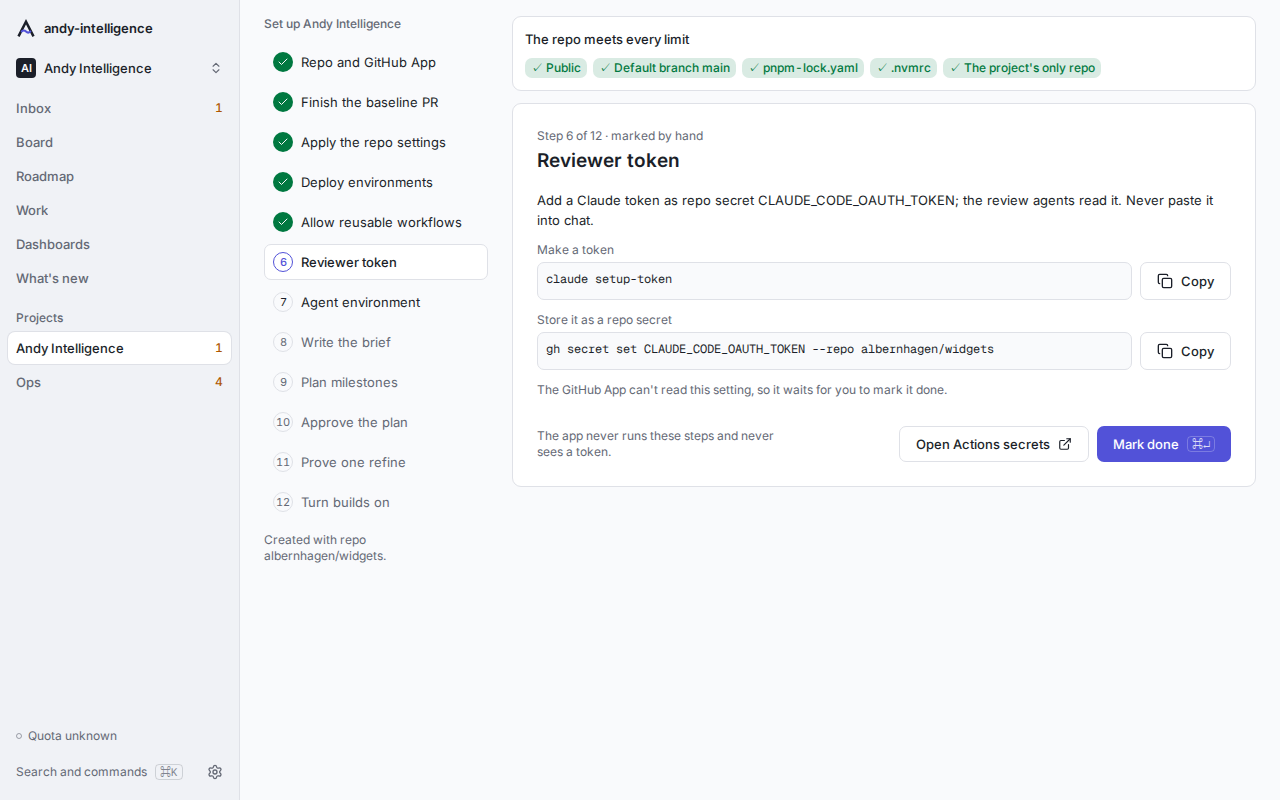 andy-intelligence
AI Andy Intelligence
Inbox 1
Board
Roadmap
Work
Dashboards
What's new
Projects
Andy Intelligence 1
Ops 4
Quota unknown
Search and commands ⌘K
Set up Andy Intelligence
Repo and GitHub App
Finish the baseline PR
Apply the repo settings
Deploy environments
Allow reusable workflows
6 Reviewer token
7 Agent environment
8 Write the brief
9 Plan milestones
10 Approve the plan
11 Prove one refine
12 Turn builds on
Created with repo
albernhagen/widgets.
The repo meets every limit
✓ Public ✓ Default branch main ✓ pnpm-lock.yaml ✓ .nvmrc ✓ The project's only repo
Step 6 of 12 · marked by hand
Reviewer token
Add a Claude token as repo secret CLAUDE_CODE_OAUTH_TOKEN; the review agents read it. Never paste it
into chat.
Make a token
claude setup-token Copy
Store it as a repo secret
gh secret set CLAUDE_CODE_OAUTH_TOKEN --repo albernhagen/widgets Copy
The GitHub App can't read this setting, so it waits for you to mark it done.
The app never runs these steps and never
sees a token.
Open Actions secrets Mark done ⌘↵